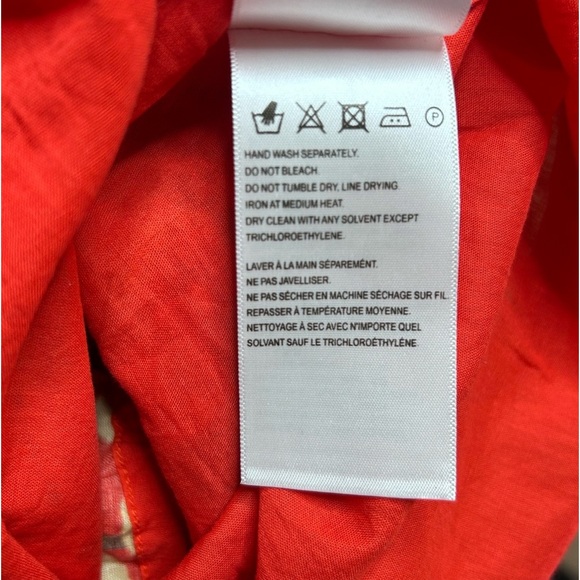 P
HAND WASH SEPARATELY.
DO NOT BLEACH.
DO NOT TUMBLE DRY, LINE DRYING.
IRON AT MEDIUM HEAT.
DRY CLEAN WITH ANY SOLVENT EXCEPT
TRICHLOROETHYLENE.
LAVER À LA MAIN SÉPARÉMENT.
NE PAS JAVELLISER.
NE PAS SÉCHER EN MACHINE SÉCHAGE SUR FIL.
REPASSER À TEMPÉRATURE MOYENNE.
NETTOYAGE À SEC AVEC N'IMPORTE QUEL
SOLVANT SAUF LE TRICHLOROÉTHYLÉNE.